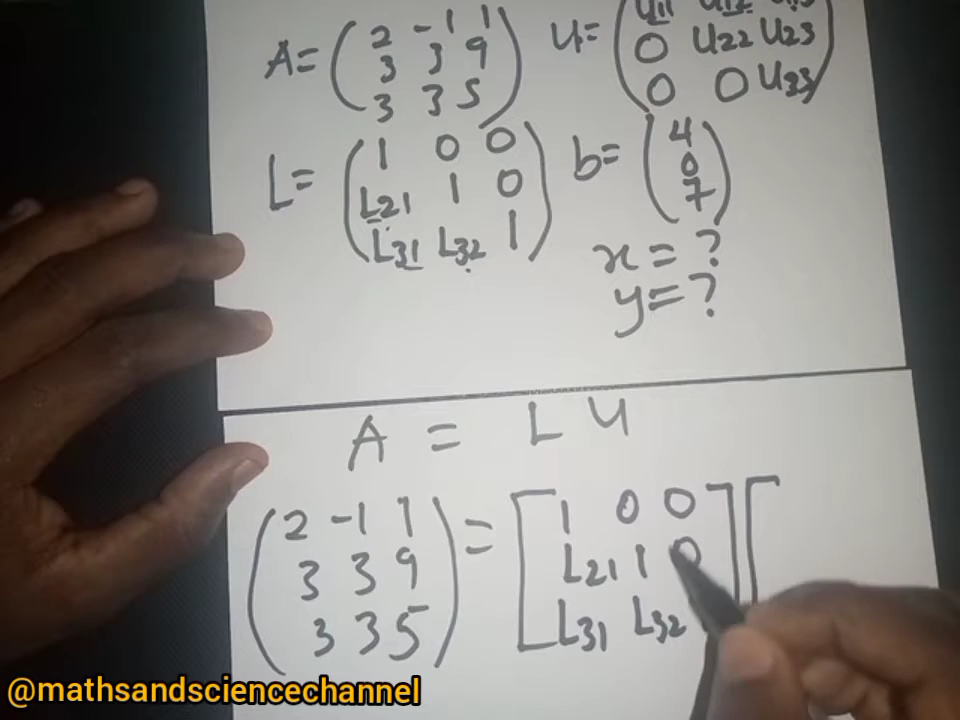 A = ( 2 -1 1 U = ( U11 U12
3 3 9 ) 0 U22 U23
3 3 5 0 0 U33 )
L = ( 1 0 0 b = ( 4
L21 1 0 0
L31 L32 1 ) 7 )
x = ?
y = ?
A = L U
( 2 -1 1 ) = [ 1 0 0 ] [
3 3 9 L21 1 0
3 3 5 L31 L32
@mathsandsciencechannel